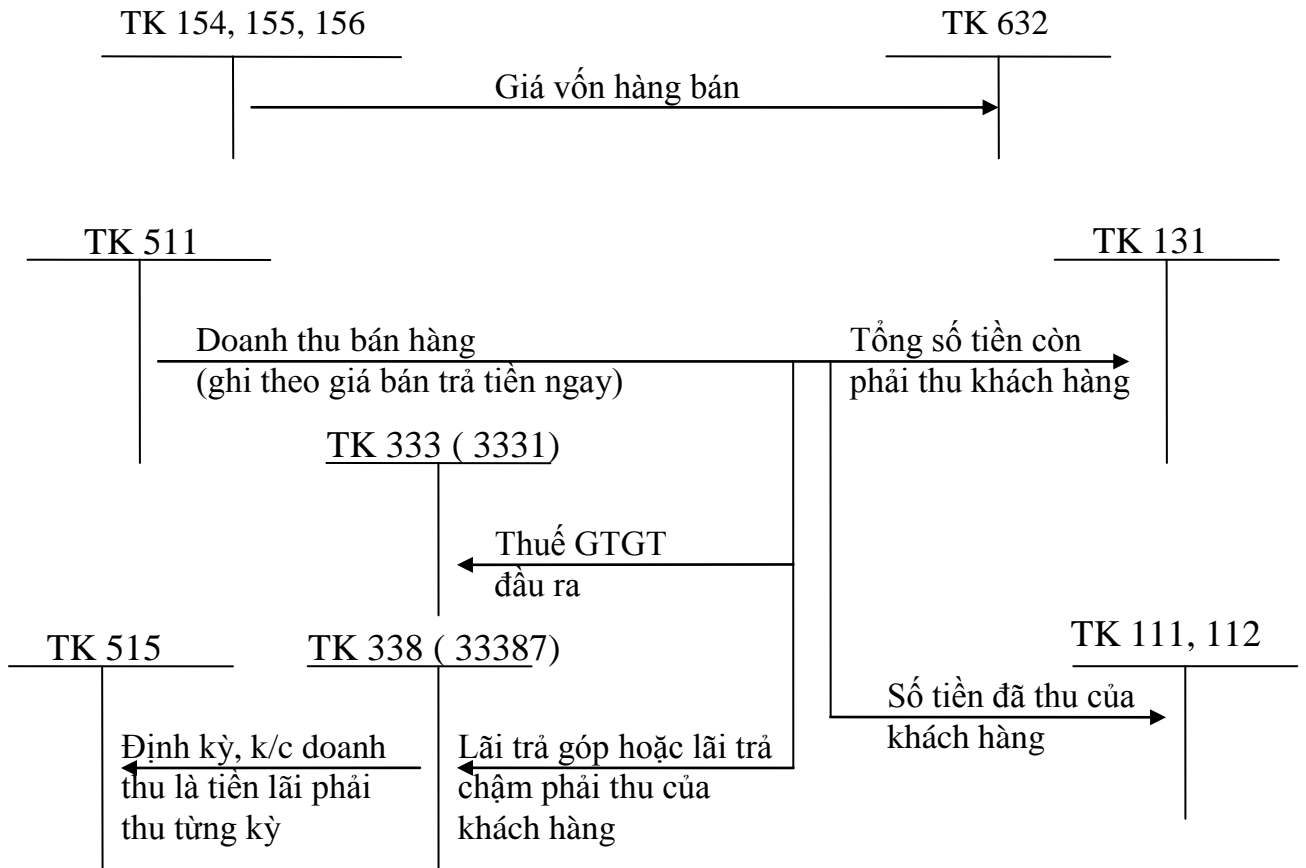 TK 154, 155, 156
TK 632
Giá vốn hàng bán
TK 511
TK 131
Doanh thu bán hàng
(ghi theo giá bán trả tiền ngay)
Tổng số tiền còn
phải thu khách hàng
TK 333 ( 3331)
Thuế GTGT
đầu ra
TK 515
TK 338 ( 33387)
TK 111, 112
Số tiền đã thu của
khách hàng
Định kỳ, k/c doanh
thu là tiền lãi phải
thu từng kỳ
Lãi trả góp hoặc lãi trả
chậm phải thu của
khách hàng